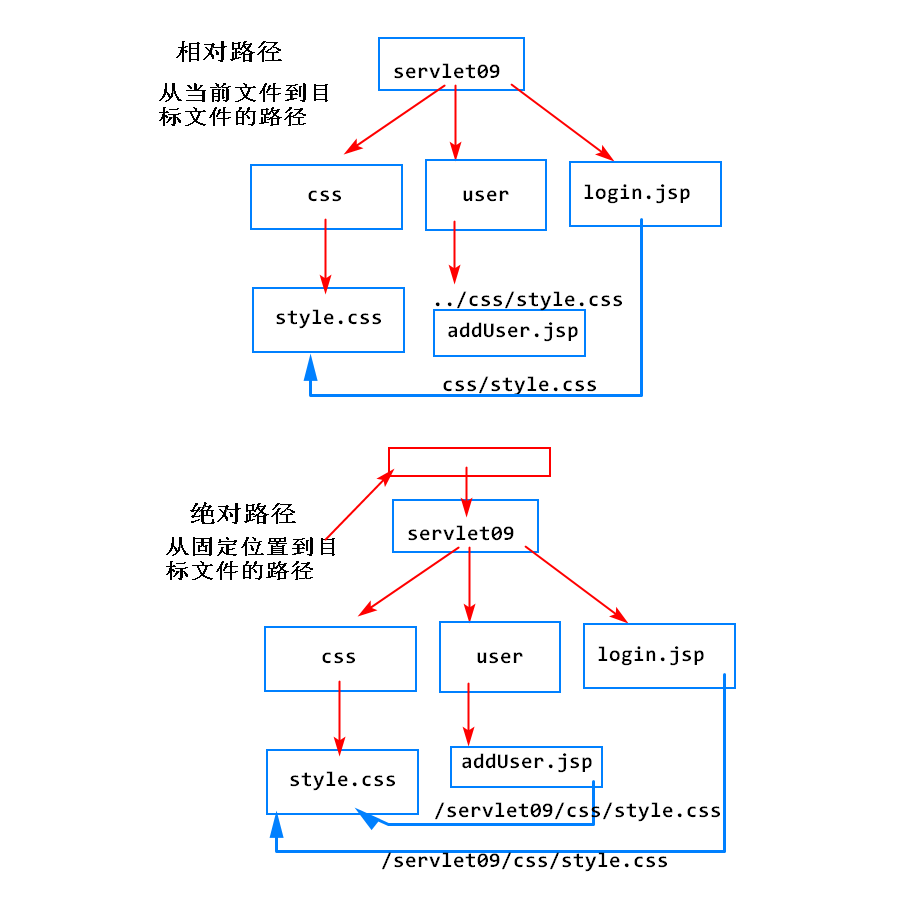 相对路径
从当前文件到目
标文件的路径
servlet09
css
user
login.jsp
style.css
../css/style.css
addUser.jsp
css/style.css
绝对路径
从固定位置到目
标文件的路径
servlet09
css
user
login.jsp
style.css
addUser.jsp
/servlet09/css/style.css
/servlet09/css/style.css